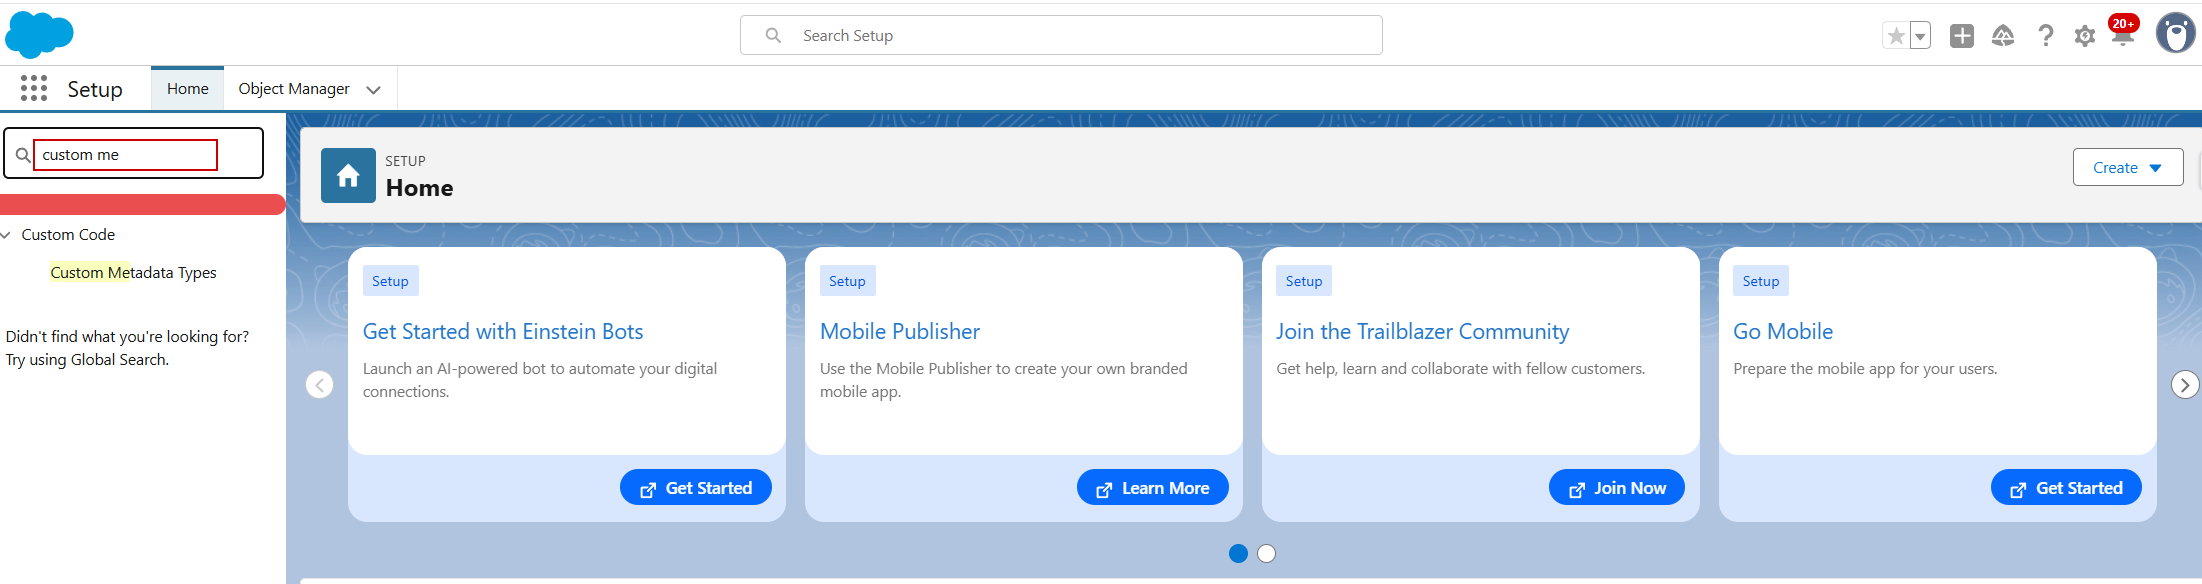 Search Setup
20+
Setup
Home
Object Manager
custom me
Custom Code
Custom Metadata Types
Didn't find what you're looking for?
Try using Global Search.
SETUP
Home
Create
Setup
Get Started with Einstein Bots
Launch an AI-powered bot to automate your digital
connections.
Get Started
Setup
Mobile Publisher
Use the Mobile Publisher to create your own branded
mobile app.
Learn More
Setup
Join the Trailblazer Community
Get help, learn and collaborate with fellow customers.
Join Now
Setup
Go Mobile
Prepare the mobile app for your users.
Get Started